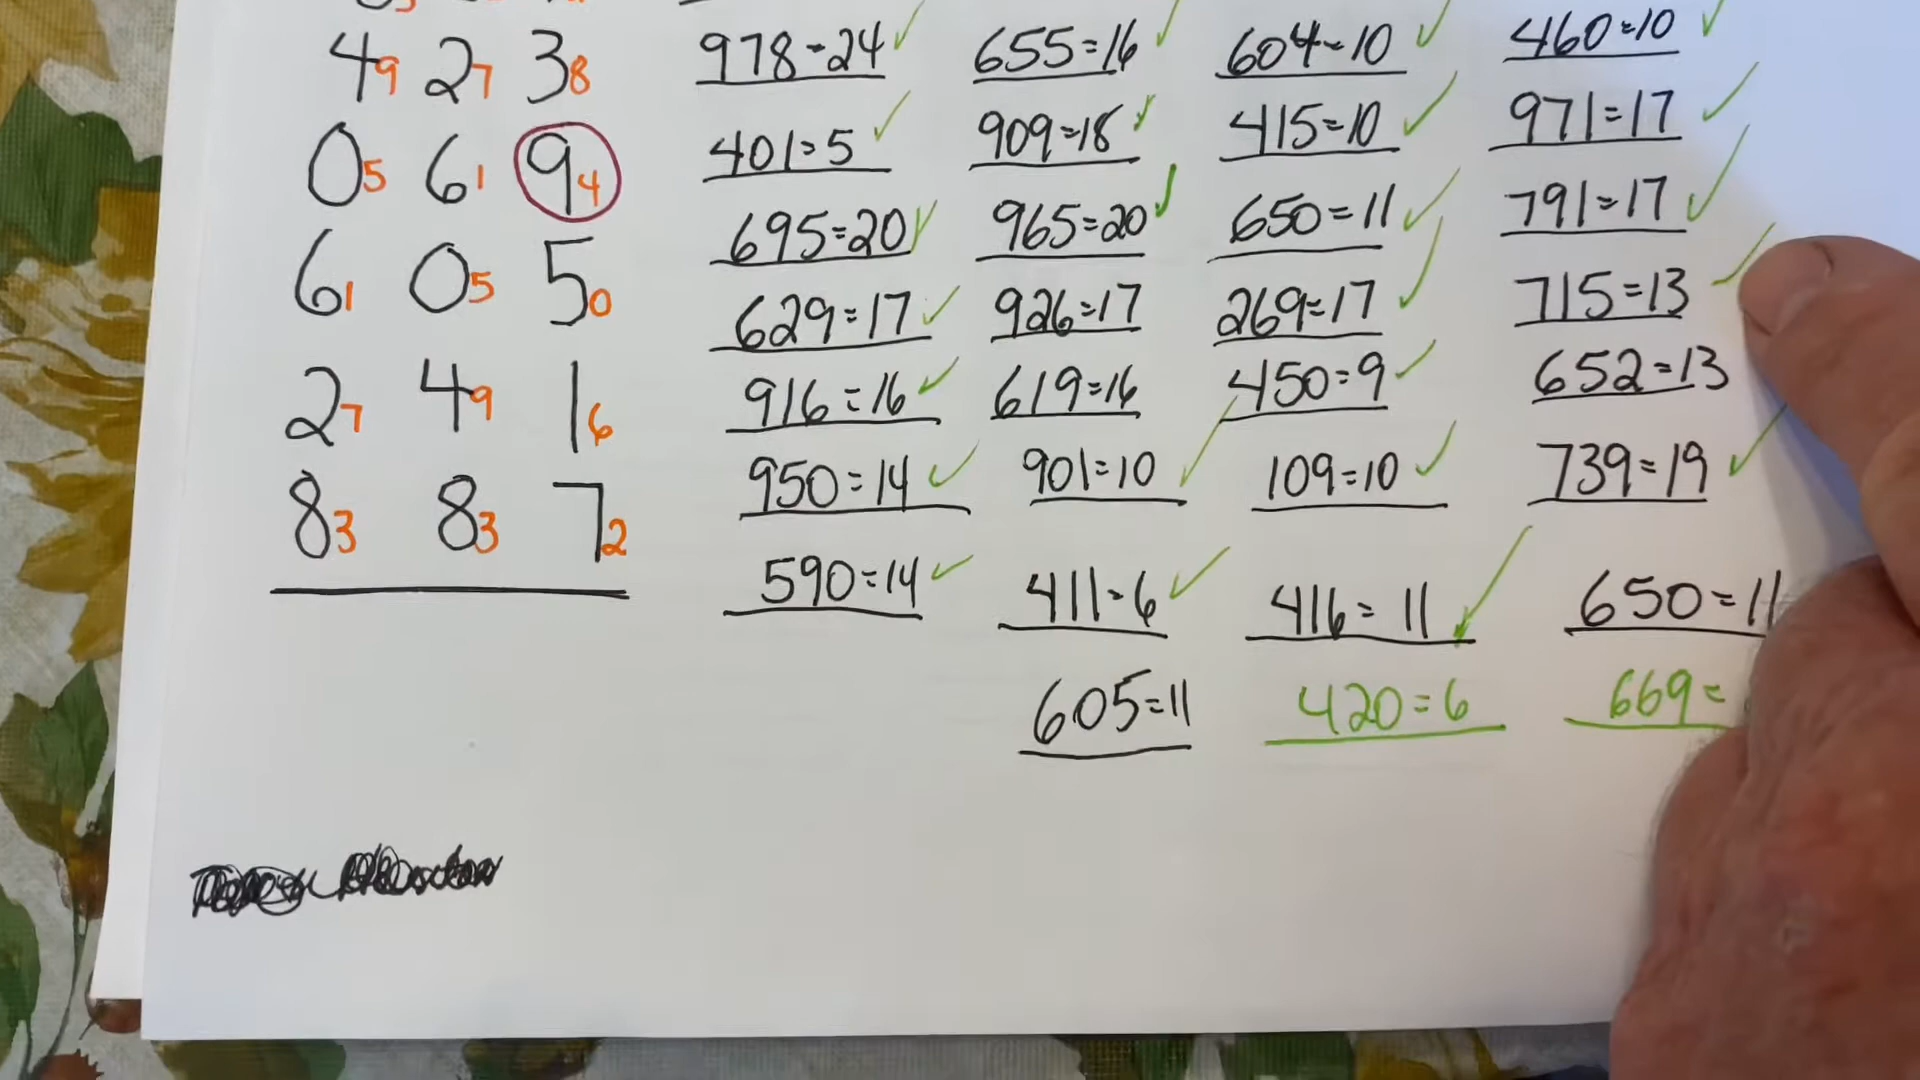 49 27 38 978=24 655=16 604=10 460=10
05 61 94 401=5 909=18 415=10 971=17
695=20 965=20 650=11 791=17
61 05 50 629=17 926=17 269=17 715=13
27 49 16 916=16 619=16 450=9 652=13
950=14 901=10 109=10 739=19
83 83 72 590=14 411=6 416=11 650=11
605=11 420=6 669=